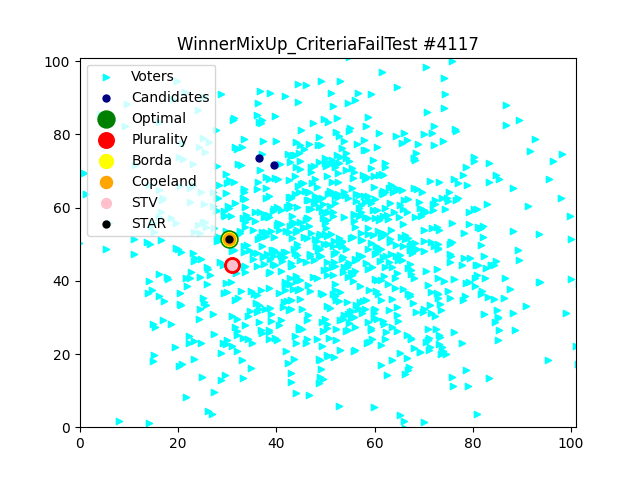 WinnerMixUp_CriteriaFailTest #4117
100
80
60
40
20
0
Voters
Candidates
Optimal
Plurality
Borda
Copeland
STV
STAR
0 20 40 60 80 100